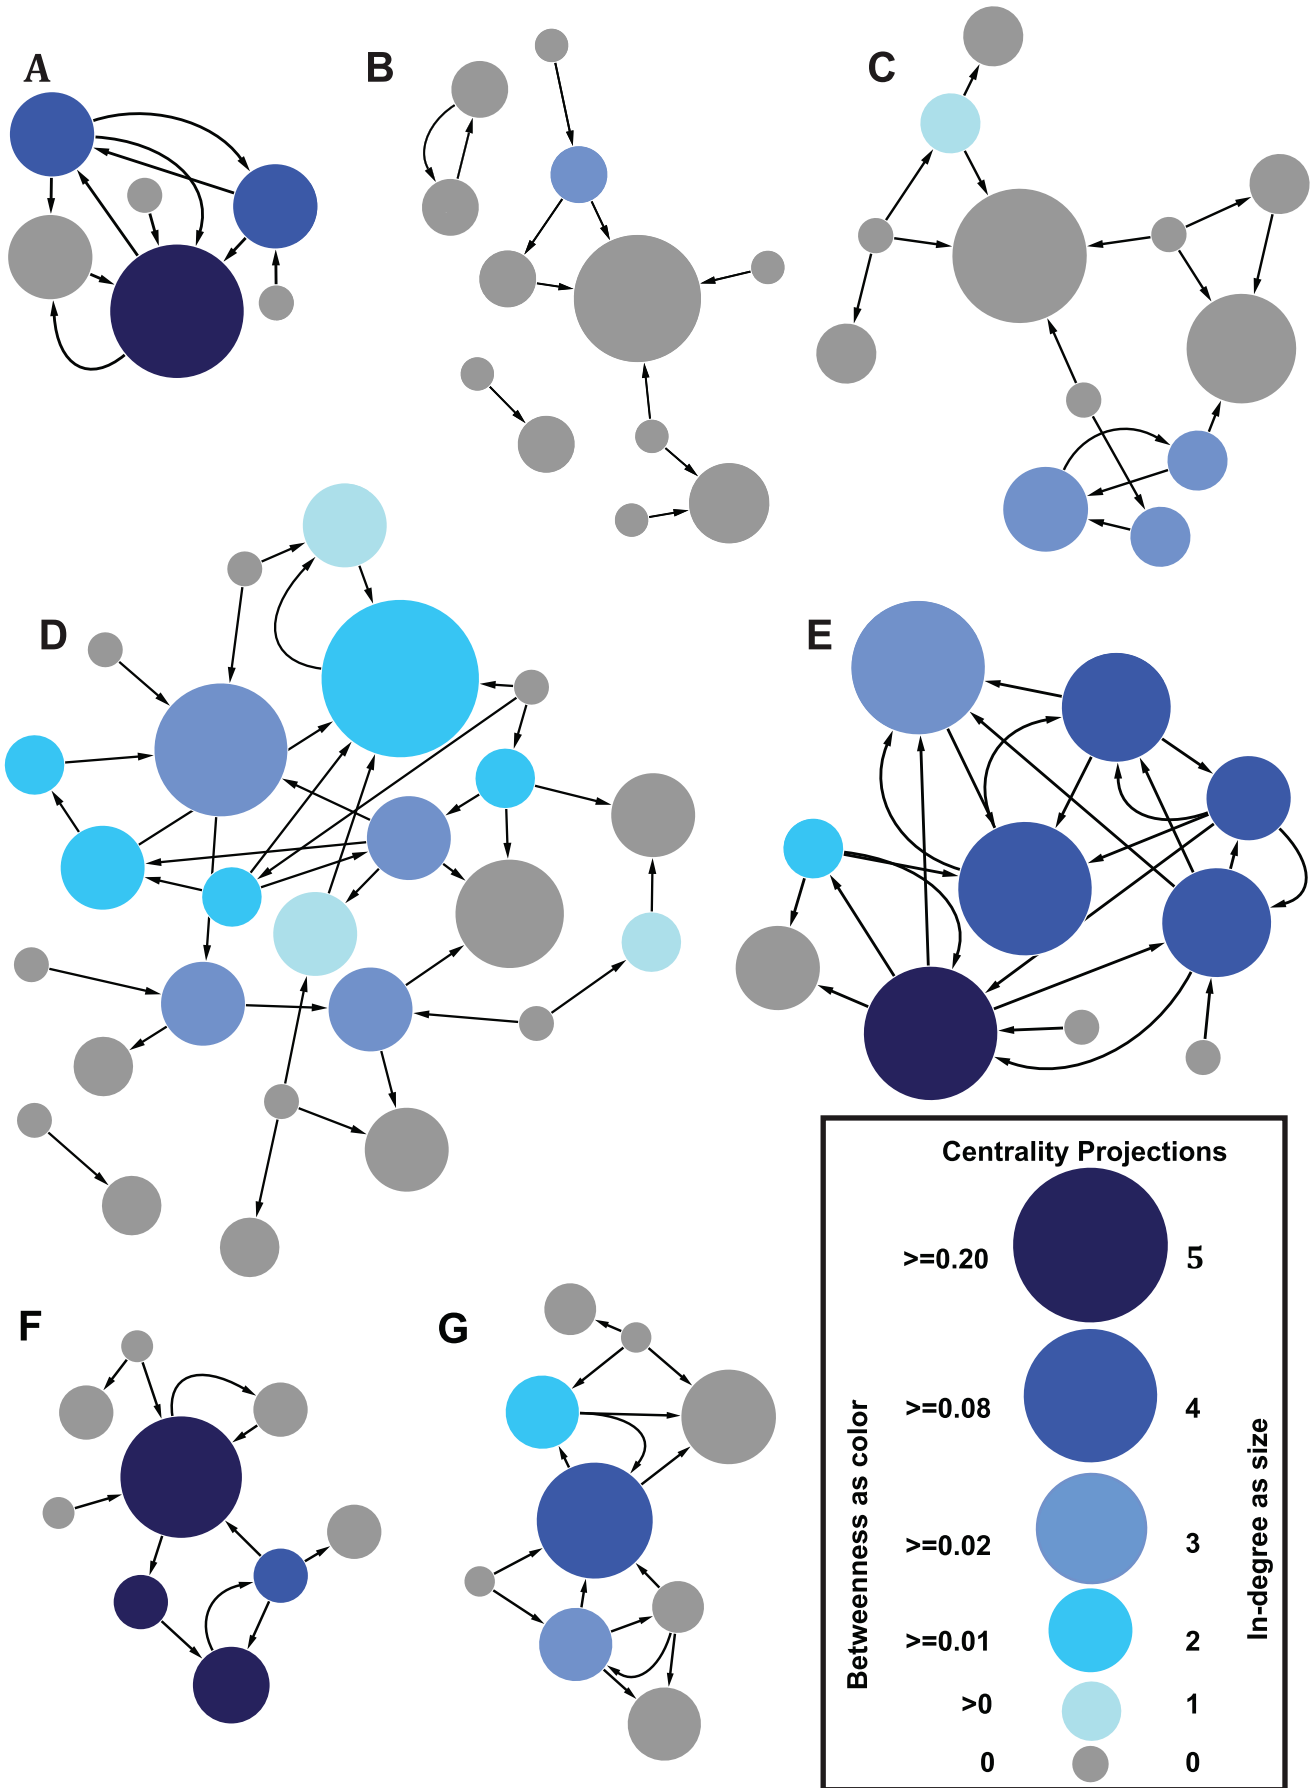 A
B
C
D
E
F
G
Centrality Projections
>=0.20 5
>=0.08 4
>=0.02 3
>=0.01 2
>0 1
0 0
Betweenness as color
In-degree as size